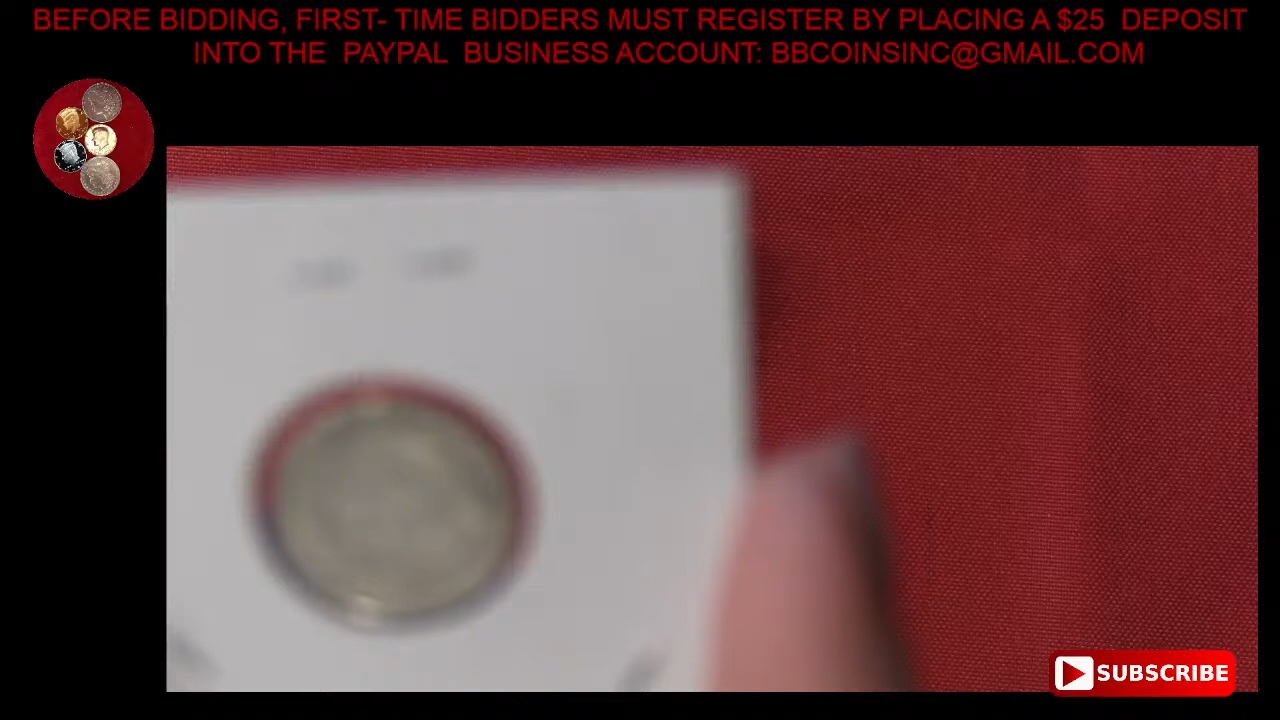 BEFORE BIDDING, FIRST- TIME BIDDERS MUST REGISTER BY PLACING A $25 DEPOSIT
INTO THE PAYPAL BUSINESS ACCOUNT: BBCOINSINC@GMAIL.COM
SUBSCRIBE